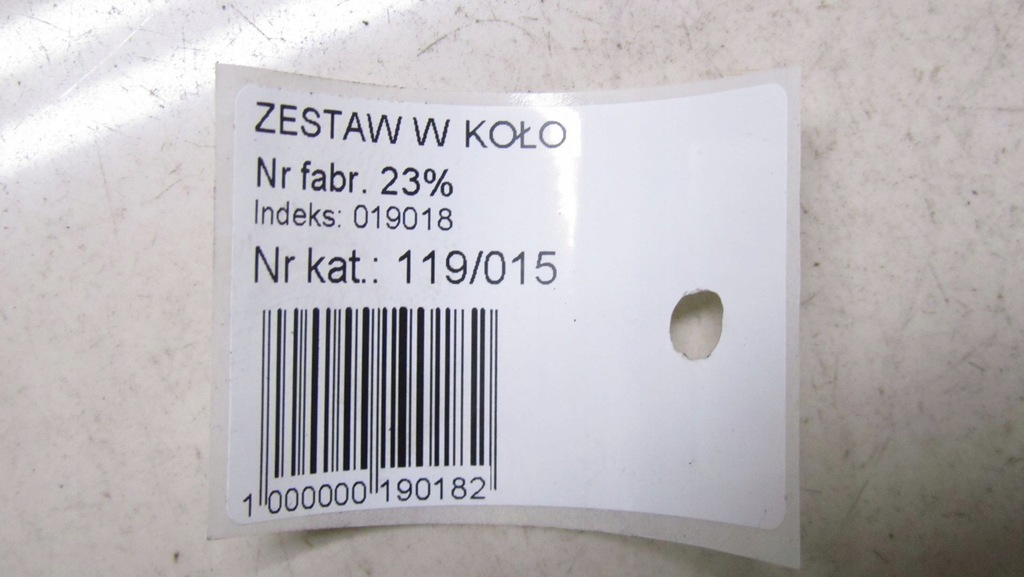 ZESTAW W KOŁO
Nr fabr. 23%
Indeks: 019018
Nr kat.: 119/015
1 000000 190182